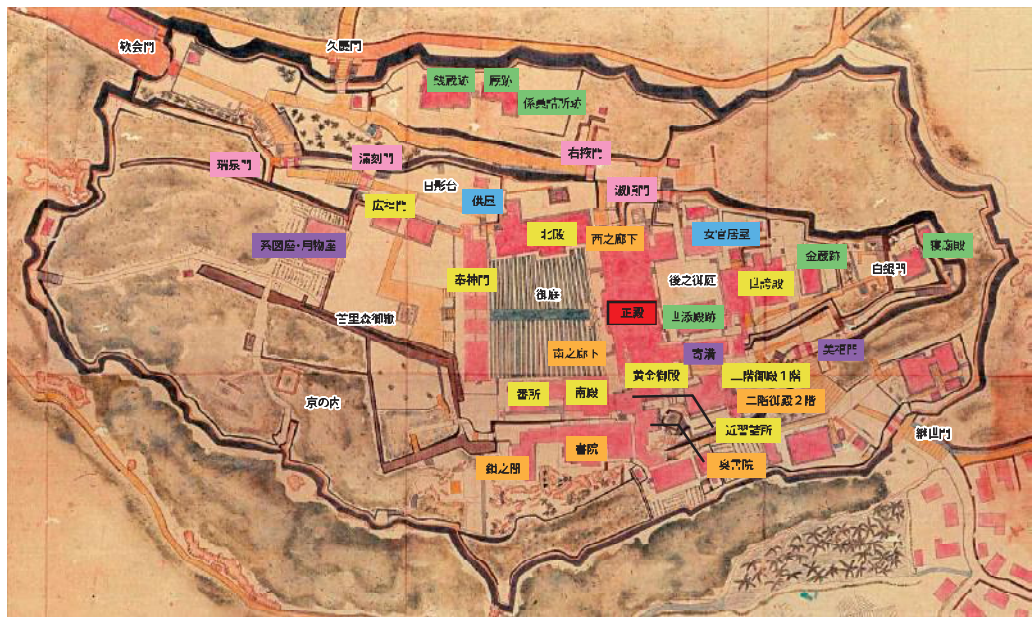 歓会門
久慶門
銭蔵跡
厩跡
係員詰所跡
瑞泉門
漏刻門
右掖門
日影台
淑順門
広福門
供屋
系図座・用物座
北殿
西之廊下
女官居室
金蔵跡
寝廟殿
白銀門
奉神門
御庭
後之御庭
世誇殿
首里森御嶽
正殿
世添殿跡
南之廊下
寄満
美福門
黄金御殿
二階御殿1階
京の内
番所
南殿
二階御殿2階
近習詰所
継世門
鎖之間
書院
奥書院